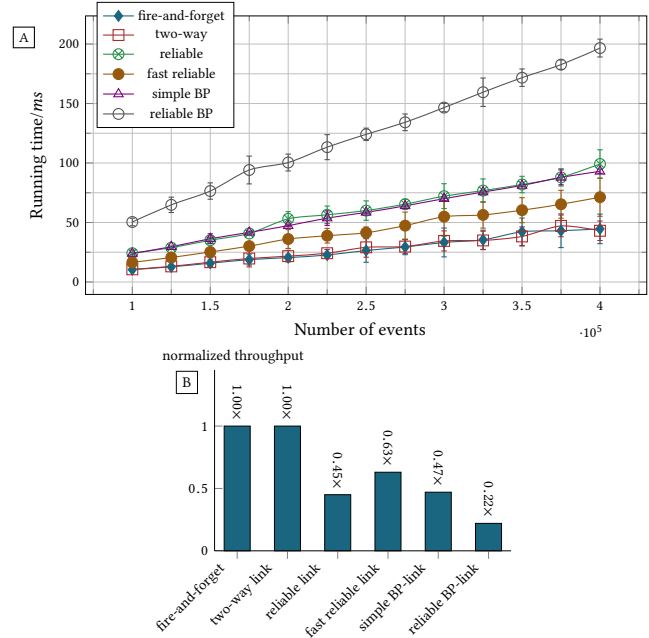 A
fire-and-forget
two-way
reliable
fast reliable
simple BP
reliable BP
Running time/ms
200
150
100
50
0
1
1.5
2
2.5
3
3.5
4
Number of events
·10⁵
normalized throughput
B
1
0.5
0
1.00×
1.00×
0.45×
0.63×
0.47×
0.22×
fire-and-forget
two-way link
reliable link
fast reliable link
simple BP-link
reliable BP-link